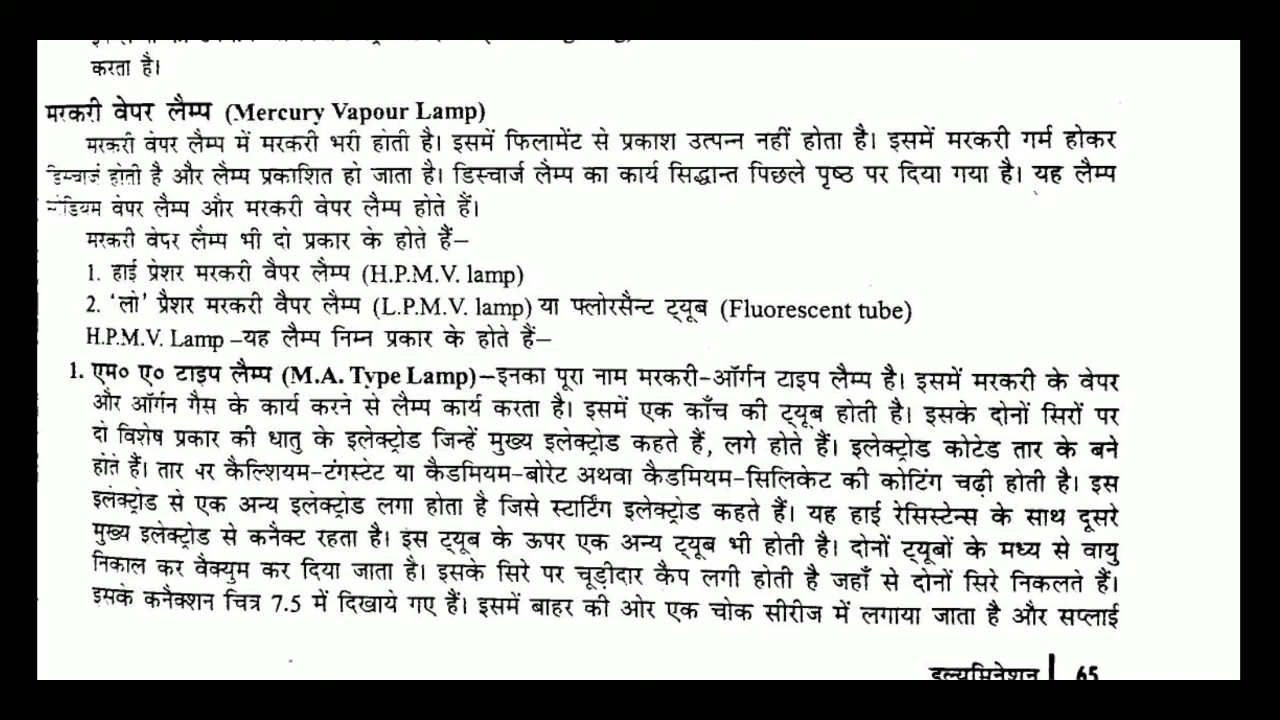 करता है।
मरकरी वेपर लैम्प (Mercury Vapour Lamp)
मरकरी वेपर लैम्प में मरकरी भरी होती है। इसमें फिलामेंट से प्रकाश उत्पन्न नहीं होता है। इसमें मरकरी गर्म होकर
डिस्चार्ज होती है और लैम्प प्रकाशित हो जाता है। डिस्चार्ज लैम्प का कार्य सिद्धान्त पिछले पृष्ठ पर दिया गया है। यह लैम्प
सोडियम वेपर लैम्प और मरकरी वेपर लैम्प होते हैं।
मरकरी वेपर लैम्प भी दो प्रकार के होते हैं–
1. हाई प्रेशर मरकरी वैपर लैम्प (H.P.M.V. lamp)
2. 'लो' प्रैशर मरकरी वैपर लैम्प (L.P.M.V. lamp) या फ्लोरसैन्ट ट्यूब (Fluorescent tube)
H.P.M.V. Lamp –यह लैम्प निम्न प्रकार के होते हैं–
1. एम० ए० टाइप लैम्प (M.A. Type Lamp)–इनका पूरा नाम मरकरी-ऑर्गन टाइप लैम्प है। इसमें मरकरी के वेपर
और ऑर्गन गैस के कार्य करने से लैम्प कार्य करता है। इसमें एक काँच की ट्यूब होती है। इसके दोनों सिरों पर
दो विशेष प्रकार की धातु के इलेक्ट्रोड जिन्हें मुख्य इलेक्ट्रोड कहते हैं, लगे होते हैं। इलेक्ट्रोड कोटेड तार के बने
होते हैं। तार पर कैल्शियम-टंगस्टेट या कैडमियम-बोरेट अथवा कैडमियम-सिलिकेट की कोटिंग चढ़ी होती है। इस
इलेक्ट्रोड से एक अन्य इलेक्ट्रोड लगा होता है जिसे स्टार्टिंग इलेक्ट्रोड कहते हैं। यह हाई रेसिस्टेन्स के साथ दूसरे
मुख्य इलेक्ट्रोड से कनैक्ट रहता है। इस ट्यूब के ऊपर एक अन्य ट्यूब भी होती है। दोनों ट्यूबों के मध्य से वायु
निकाल कर वैक्युम कर दिया जाता है। इसके सिरे पर चूड़ीदार कैप लगी होती है जहाँ से दोनों सिरे निकलते हैं।
इसके कनैक्शन चित्र 7.5 में दिखाये गए हैं। इसमें बाहर की ओर एक चोक सीरीज में लगाया जाता है और सप्लाई
इल्यूमिनेशन | 65